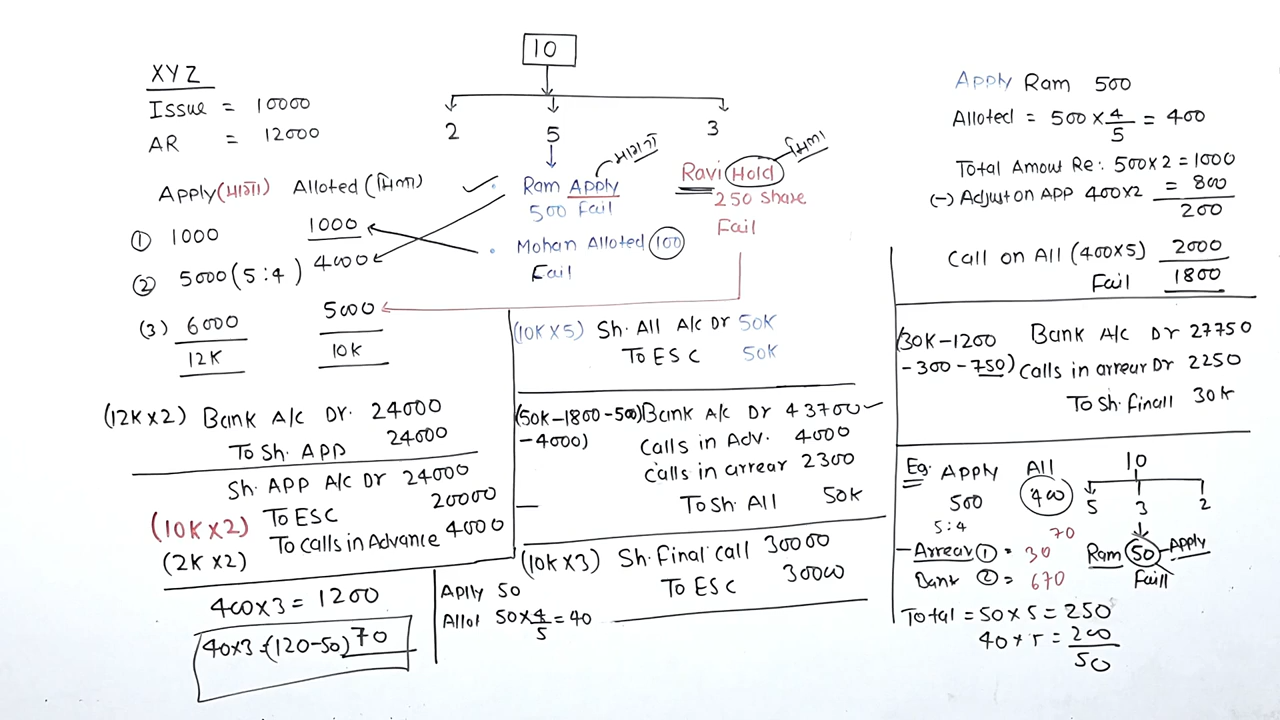 10
2 5 3
XYZ
Issue = 10000
AR = 12000
Apply (मांगा) Alloted (मिला)
① 1000 1000
② 5000 (5:4) 4000
(3) 6000 5000
12K 10K
Ram Apply
500 Fail
Mohan Alloted 100
Fail
Ravi Hold मिला
250 Share
Fail
Apply Ram 500
Alloted = 500 × 4/5 = 400
Total Amout Re: 500×2 = 1000
(-) Adjust on APP 400×2 = 800
200
Call on All (400×5) 2000
Fail 1800
(12K×2) Bank A/c Dr. 24000
To Sh. APP 24000
Sh. APP A/c Dr 24000
(10K×2) To ESC 20000
(2K×2) To Calls in Advance 4000
400×3 = 1200
40×3 = (120-50) 70
Aplly 50
Allot 50×4/5 = 40
(10K×5) Sh. All A/c Dr 50K
To ESC 50K
(50K-1800-500 Bank A/c Dr 43700
-4000) Calls in Adv. 4000
Calls in arrear 2300
To Sh. All 50K
(10K×3) Sh. Final call 30000
To ESC 30000
(30K-1200 Bank A/c Dr 27750
-300-750) Calls in arrear Dr 2250
To Sh. finall 30K
Eg. Apply All 10
500 400 5 3 2
5:4
70
Arrear ① = 30 Ram 50 Apply
Bank ② = 670 Faill
Total = 50×5 = 250
40×5 = 200
50